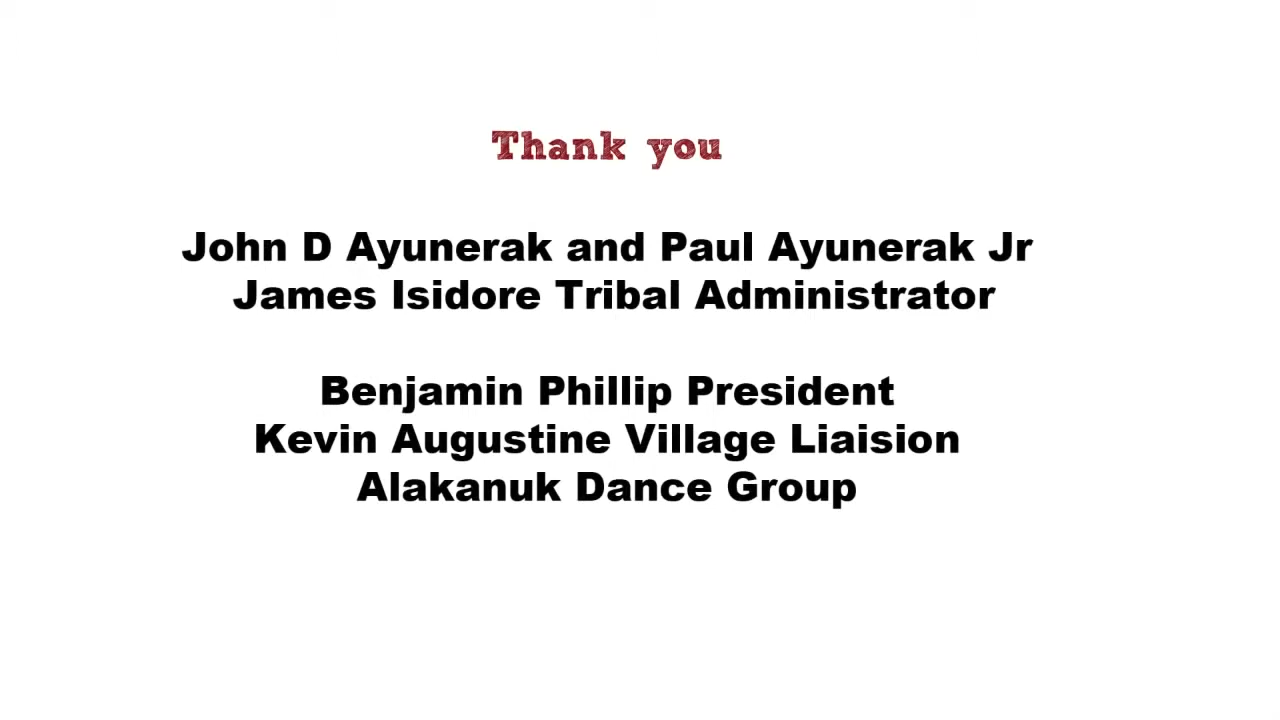 Thank you
John D Ayunerak and Paul Ayunerak Jr
James Isidore Tribal Administrator
Benjamin Phillip President
Kevin Augustine Village Liaision
Alakanuk Dance Group